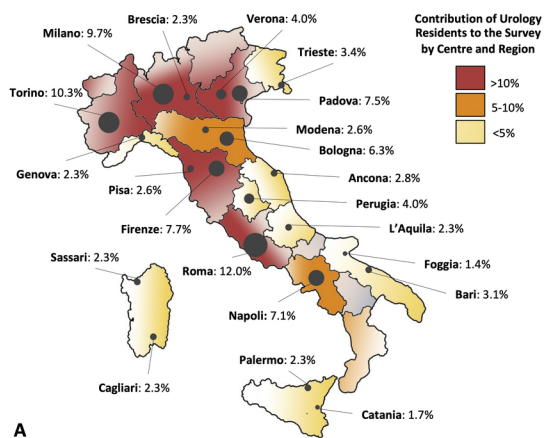 Contribution of Urology
Residents to the Survey
by Centre and Region
>10%
5-10%
<5%
Brescia: 2.3%
Verona: 4.0%
Milano: 9.7%
Trieste: 3.4%
Torino: 10.3%
Padova: 7.5%
Modena: 2.6%
Bologna: 6.3%
Genova: 2.3%
Pisa: 2.6%
Ancona: 2.8%
Perugia: 4.0%
Firenze: 7.7%
L'Aquila: 2.3%
Sassari: 2.3%
Roma: 12.0%
Foggia: 1.4%
Bari: 3.1%
Napoli: 7.1%
Palermo: 2.3%
Cagliari: 2.3%
Catania: 1.7%
A